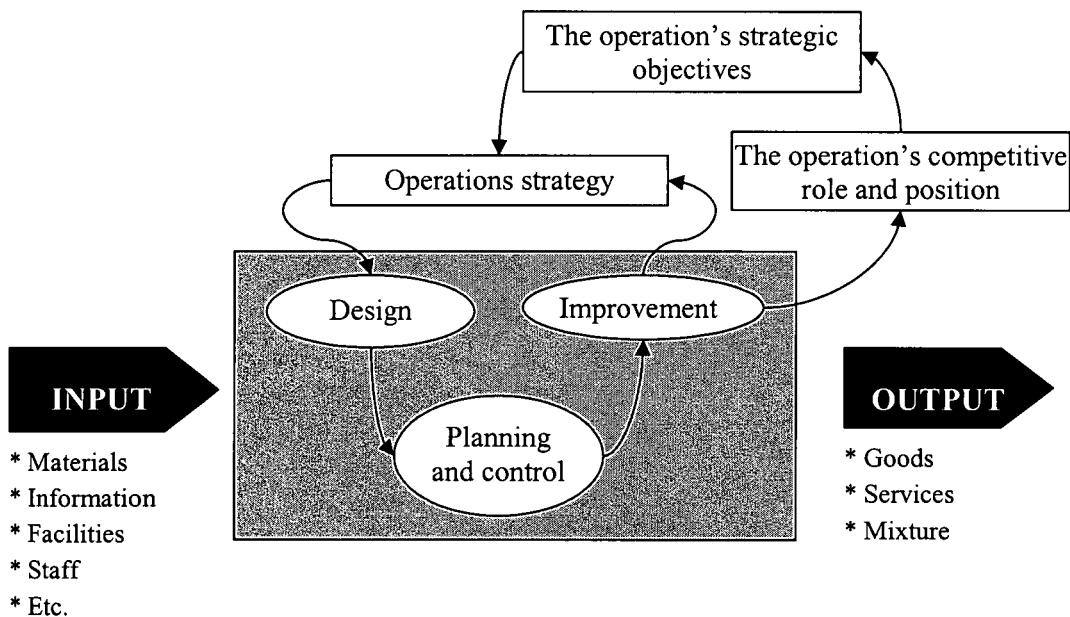 The operation’s strategic
objectives
The operation’s competitive
role and position
Operations strategy
Design
Improvement
Planning
and control
INPUT
* Materials
* Information
* Facilities
* Staff
* Etc.
OUTPUT
* Goods
* Services
* Mixture